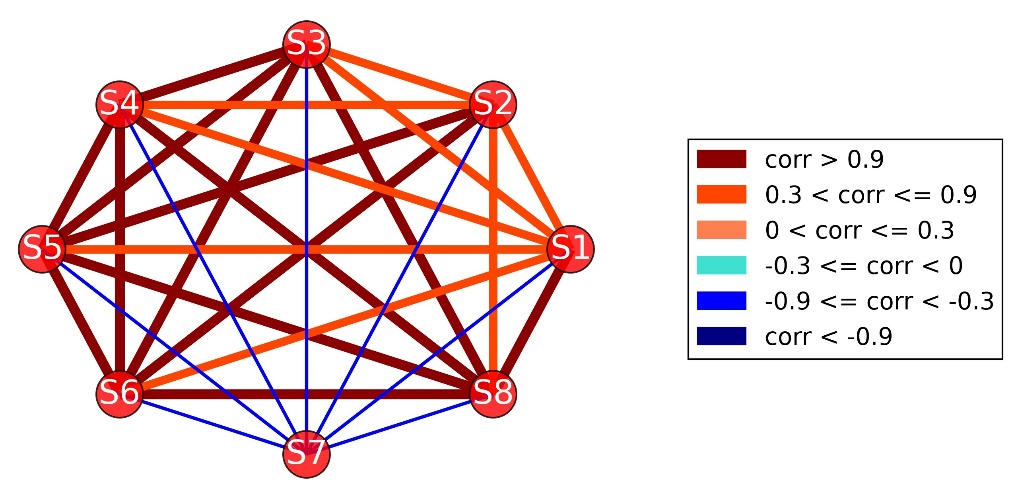 S3
S4
S2
S5
S1
S6
S8
S7
corr > 0.9
0.3 < corr <= 0.9
0 < corr <= 0.3
-0.3 <= corr < 0
-0.9 <= corr < -0.3
corr < -0.9